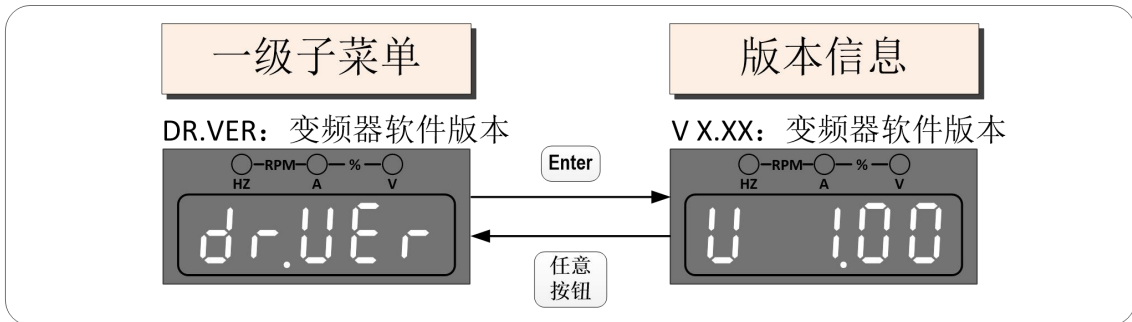 一级子菜单
版本信息
DR.VER：变频器软件版本
V X.XX：变频器软件版本
RPM %
HZ A V
dr.UEr
Enter
任意
按钮
RPM %
HZ A V
U 1.00